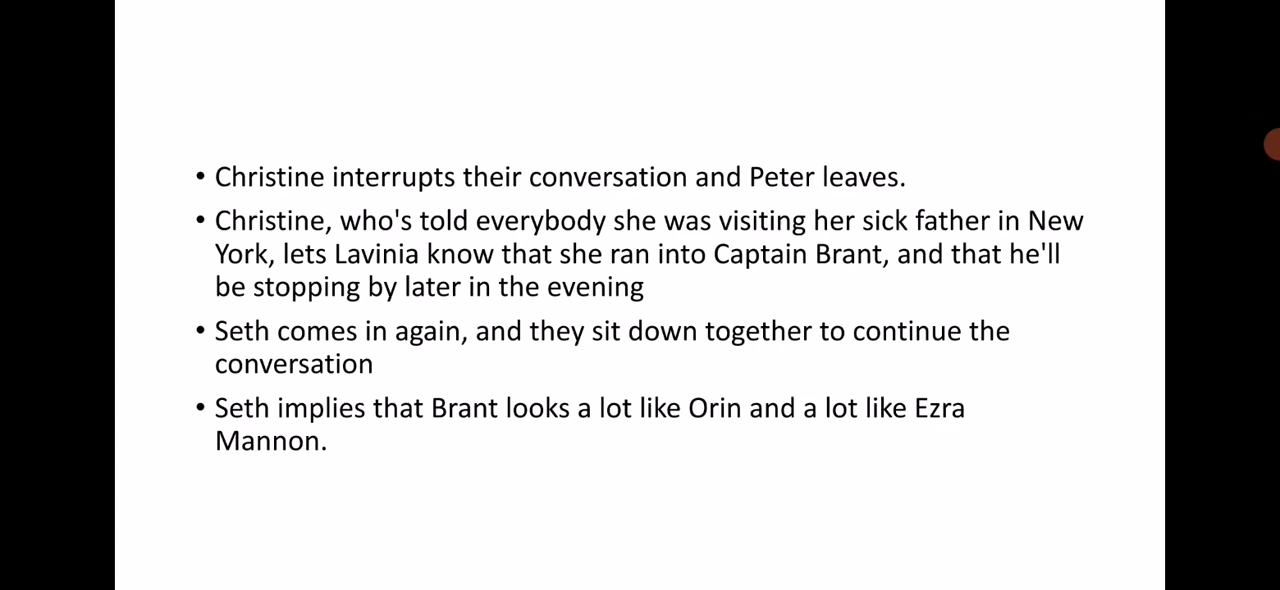 • Christine interrupts their conversation and Peter leaves.
• Christine, who's told everybody she was visiting her sick father in New
York, lets Lavinia know that she ran into Captain Brant, and that he'll
be stopping by later in the evening
• Seth comes in again, and they sit down together to continue the
conversation
• Seth implies that Brant looks a lot like Orin and a lot like Ezra
Mannon.